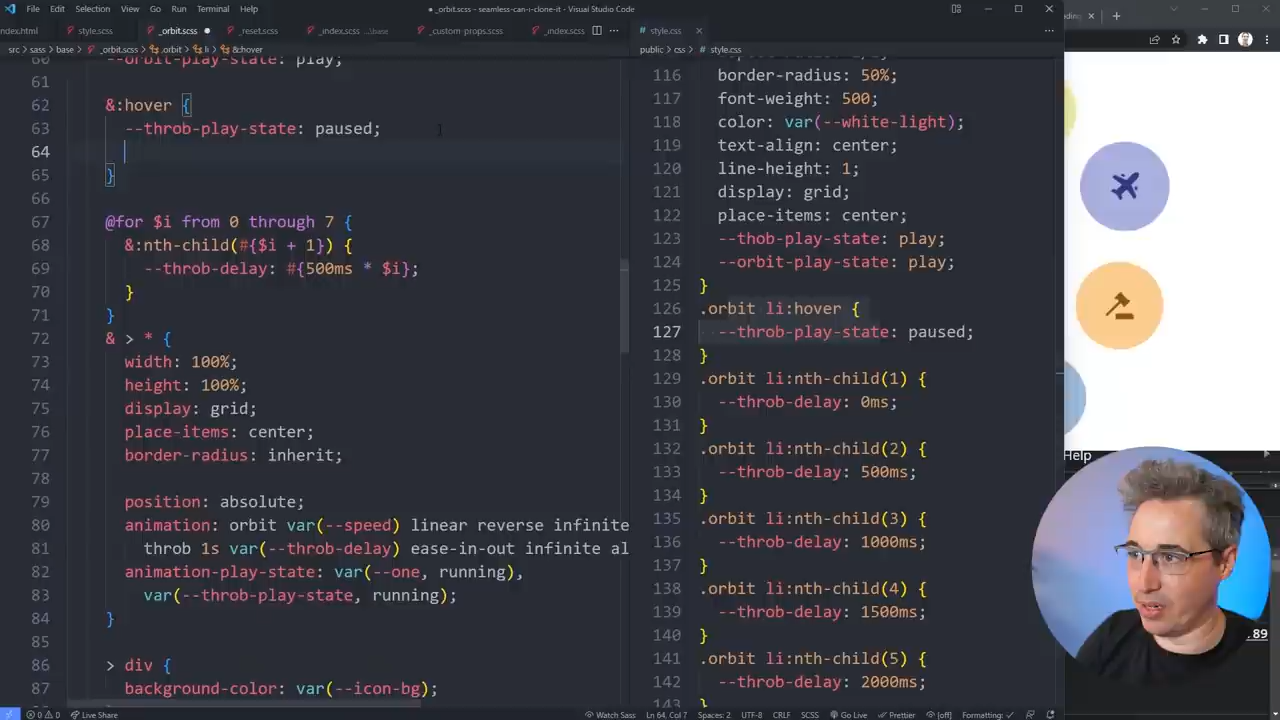 File Edit Selection View Go Run Terminal Help
_orbit.scss - seamless-can-i-clone-it - Visual Studio Code
index.html style.scss _orbit.scss _reset.scss _index.scss ...\base _custom-props.scss _index.scss
src > sass > base > _orbit.scss > .orbit > li > &:hover
60 --orbit-play-state: play;
61
62 &:hover {
63 --throb-play-state: paused;
64
65 }
66
67 @for $i from 0 through 7 {
68 &:nth-child(#{$i + 1}) {
69 --throb-delay: #{500ms * $i};
70 }
71 }
72 & > * {
73 width: 100%;
74 height: 100%;
75 display: grid;
76 place-items: center;
77 border-radius: inherit;
78
79 position: absolute;
80 animation: orbit var(--speed) linear reverse infinite
81 throb 1s var(--throb-delay) ease-in-out infinite al
82 animation-play-state: var(--one, running),
83 var(--throb-play-state, running);
84 }
85
86 > div {
87 background-color: var(--icon-bg);
style.css
public > css > style.css
116 border-radius: 50%;
117 font-weight: 500;
118 color: var(--white-light);
119 text-align: center;
120 line-height: 1;
121 display: grid;
122 place-items: center;
123 --thob-play-state: play;
124 --orbit-play-state: play;
125 }
126 .orbit li:hover {
127 --throb-play-state: paused;
128 }
129 .orbit li:nth-child(1) {
130 --throb-delay: 0ms;
131 }
132 .orbit li:nth-child(2) {
133 --throb-delay: 500ms;
134 }
135 .orbit li:nth-child(3) {
136 --throb-delay: 1000ms;
137 }
138 .orbit li:nth-child(4) {
139 --throb-delay: 1500ms;
140 }
141 .orbit li:nth-child(5) {
142 --throb-delay: 2000ms;
143 }
Help
.89
0 0 Live Share
Watch Sass Ln 64, Col 7 Spaces: 2 UTF-8 CRLF SCSS Go Live Prettier [off] Formatting: